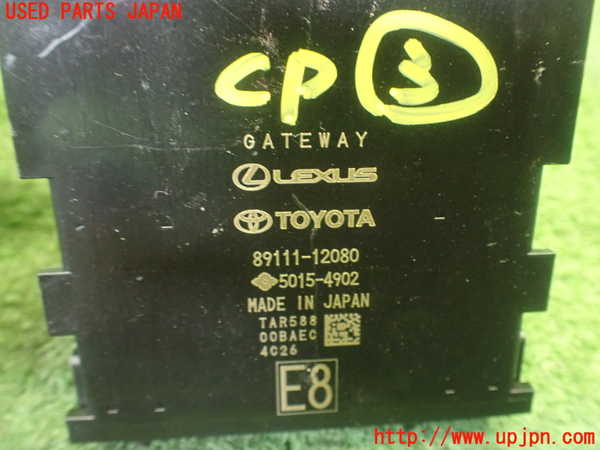 USED PARTS JAPAN
CP 3
GATEWAY
LEXUS
TOYOTA
89111-12080
5015-4902
MADE IN JAPAN
TAR588
00BAEC
4C26
E8
http://www.upjpn.com/